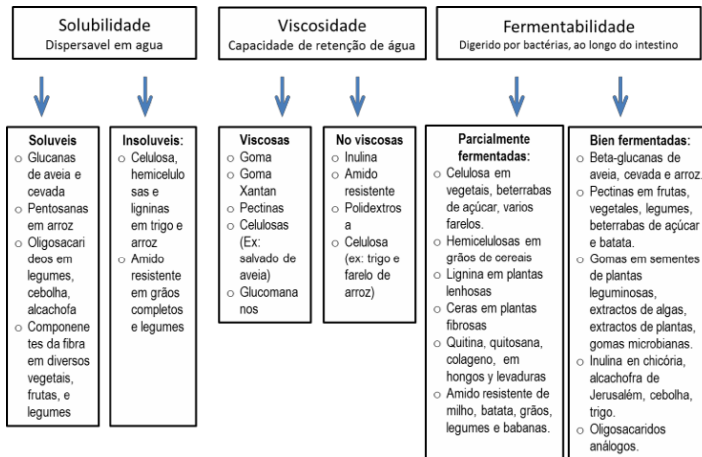 Solubilidade
Dispersavel em agua
Viscosidade
Capacidade de retenção de água
Fermentabilidade
Digerido por bactérias, ao longo do intestino
Soluveis
o Glucanas
de aveia e
cevada
o Pentosanas
em arroz
o Oligosacari
deos em
legumes,
cebolha,
alcachofa
o Componene
tes da fibra
em diversos
vegetais,
frutas, e
legumes
Insoluveis:
o Celulosa,
hemicelulo
sas e
ligninas
em trigo e
arroz
o Amido
resistente
em grãos
completos
e legumes
Viscosas
o Goma
o Goma
Xantan
o Pectinas
o Celulosas
(Ex:
salvado de
aveia)
o Glucomana
nos
No viscosas
o Inulina
o Amido
resistente
o Polidextros
a
o Celulosa
(ex: trigo e
farelo de
arroz)
Parcialmente
fermentadas:
o Celulosa em
vegetais, beterrabas
de açúcar, varios
farelos.
o Hemicelulosas em
grãos de cereais
o Lignina em plantas
lenhosas
o Ceras em plantas
fibrosas
o Quitina, quitosana,
colageno, em
hongos y levaduras
o Amido resistente de
milho, batata, grãos,
legumes e babanas.
Bien fermentadas:
o Beta-glucanas de
aveia, cevada e arroz.
o Pectinas em frutas,
vegetales, legumes,
beterrabas de açúcar
e batata.
o Gomas em sementes
de plantas
leguminosas,
extractos de algas,
extractos de plantas,
gomas microbianas.
o Inulina en chicória,
alcachofra de
Jerusalém, cebolha,
trigo.
o Oligosacaridos
análogos.